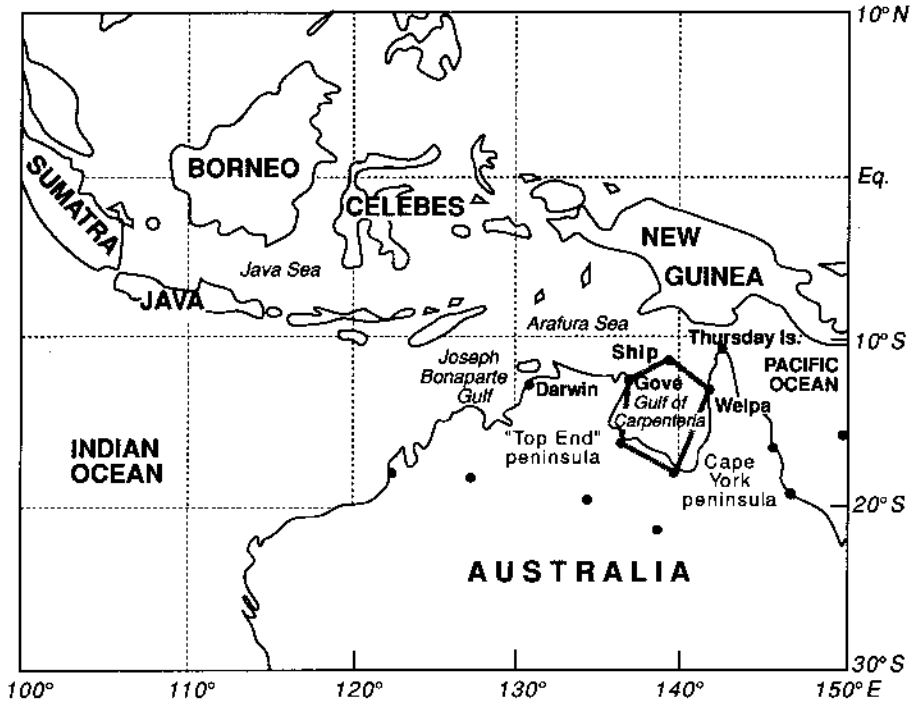 10°N
BORNEO
SUMATRA
CELEBES
Eq.
NEW
GUINEA
Java Sea
JAVA
Arafura Sea
10°S
Thursday Is.
Ship
PACIFIC
OCEAN
Joseph
Bonaparte
Gulf
Darwin
Gove
Welpa
Gulf of
Carpenteria
"Top End"
peninsula
INDIAN
OCEAN
Cape
York
peninsula
20°S
AUSTRALIA
30°S
100° 110° 120° 130° 140° 150°E